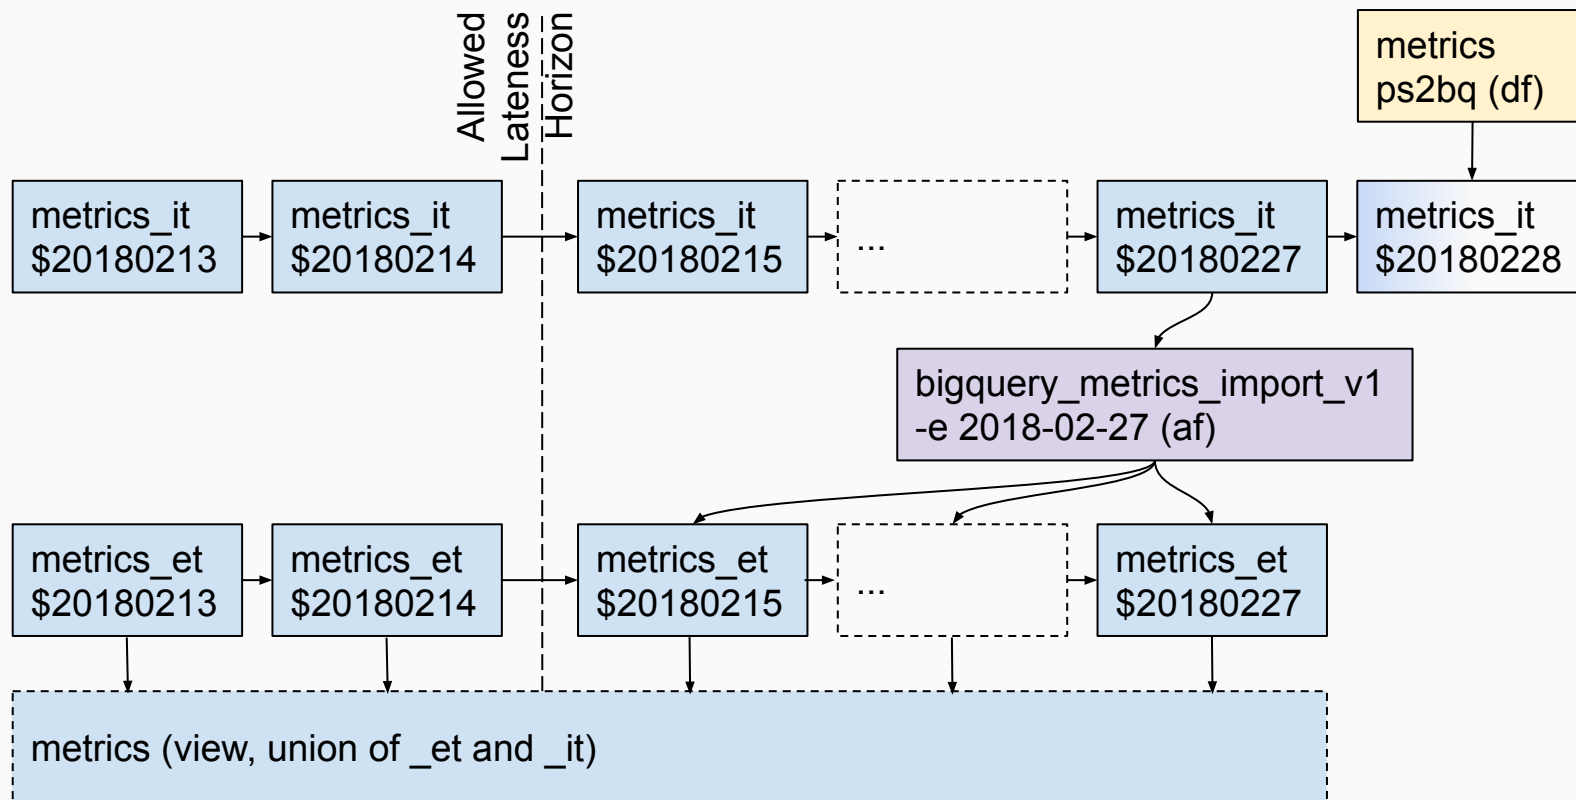 Allowed
Lateness
Horizon
metrics
ps2bq (df)
metrics_it
$20180213
metrics_it
$20180214
metrics_it
$20180215
...
metrics_it
$20180227
metrics_it
$20180228
bigquery_metrics_import_v1
-e 2018-02-27 (af)
metrics_et
$20180213
metrics_et
$20180214
metrics_et
$20180215
...
metrics_et
$20180227
metrics (view, union of _et and _it)